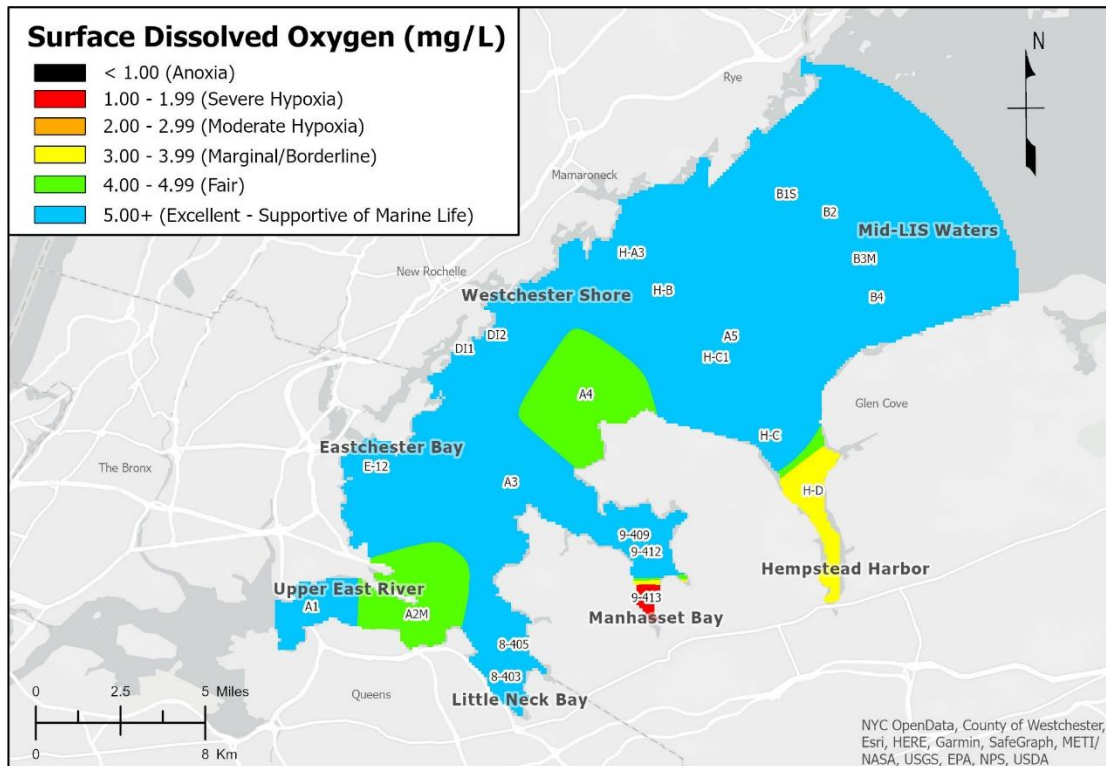 Surface Dissolved Oxygen (mg/L)
< 1.00 (Anoxia)
1.00 - 1.99 (Severe Hypoxia)
2.00 - 2.99 (Moderate Hypoxia)
3.00 - 3.99 (Marginal/Borderline)
4.00 - 4.99 (Fair)
5.00+ (Excellent - Supportive of Marine Life)
N
Rye
Mamaroneck
B1S
B2
Mid-LIS Waters
H-A3
B3M
New Rochelle
H-B
Westchester Shore
B4
DI2
A5
DI1
H-C1
A4
Glen Cove
H-C
Eastchester Bay
The Bronx
E-12
A3
H-D
9-409
9-412
Hempstead Harbor
Upper East River
9-413
A1
A2M
Manhasset Bay
8-405
8-403
Queens
Little Neck Bay
0 2.5 5 Miles
0 8 Km
NYC OpenData, County of Westchester,
Esri, HERE, Garmin, SafeGraph, METI/
NASA, USGS, EPA, NPS, USDA